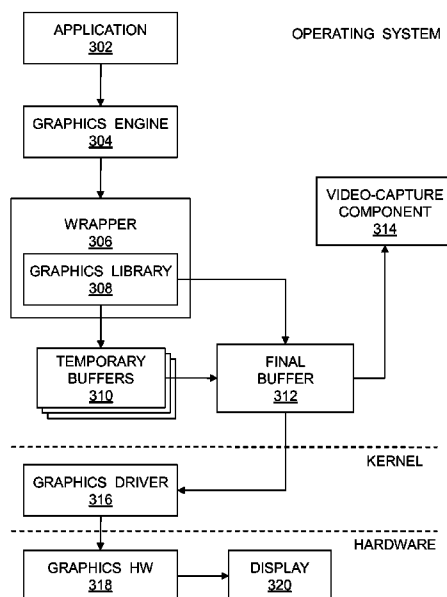 APPLICATION
302
OPERATING SYSTEM
GRAPHICS ENGINE
304
VIDEO-CAPTURE
COMPONENT
314
WRAPPER
306
GRAPHICS LIBRARY
308
TEMPORARY
BUFFERS
310
FINAL
BUFFER
312
KERNEL
GRAPHICS DRIVER
316
HARDWARE
GRAPHICS HW
318
DISPLAY
320